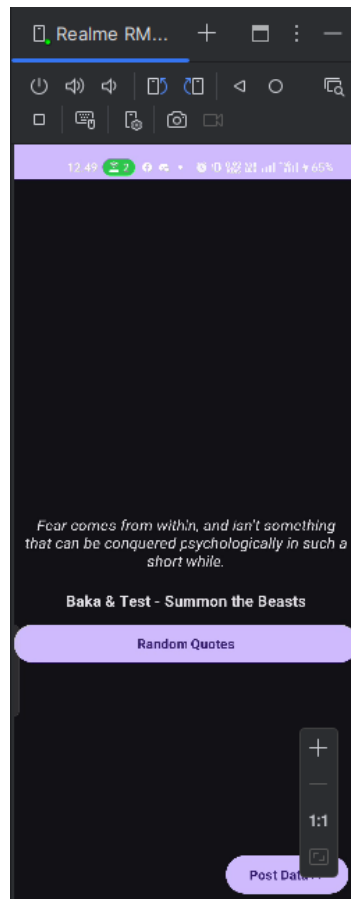 Realme RM...
12:49 2 65%
Fear comes from within, and isn't something
that can be conquered psychologically in such a
short while.
Baka & Test - Summon the Beasts
Random Quotes
1:1
Post Data